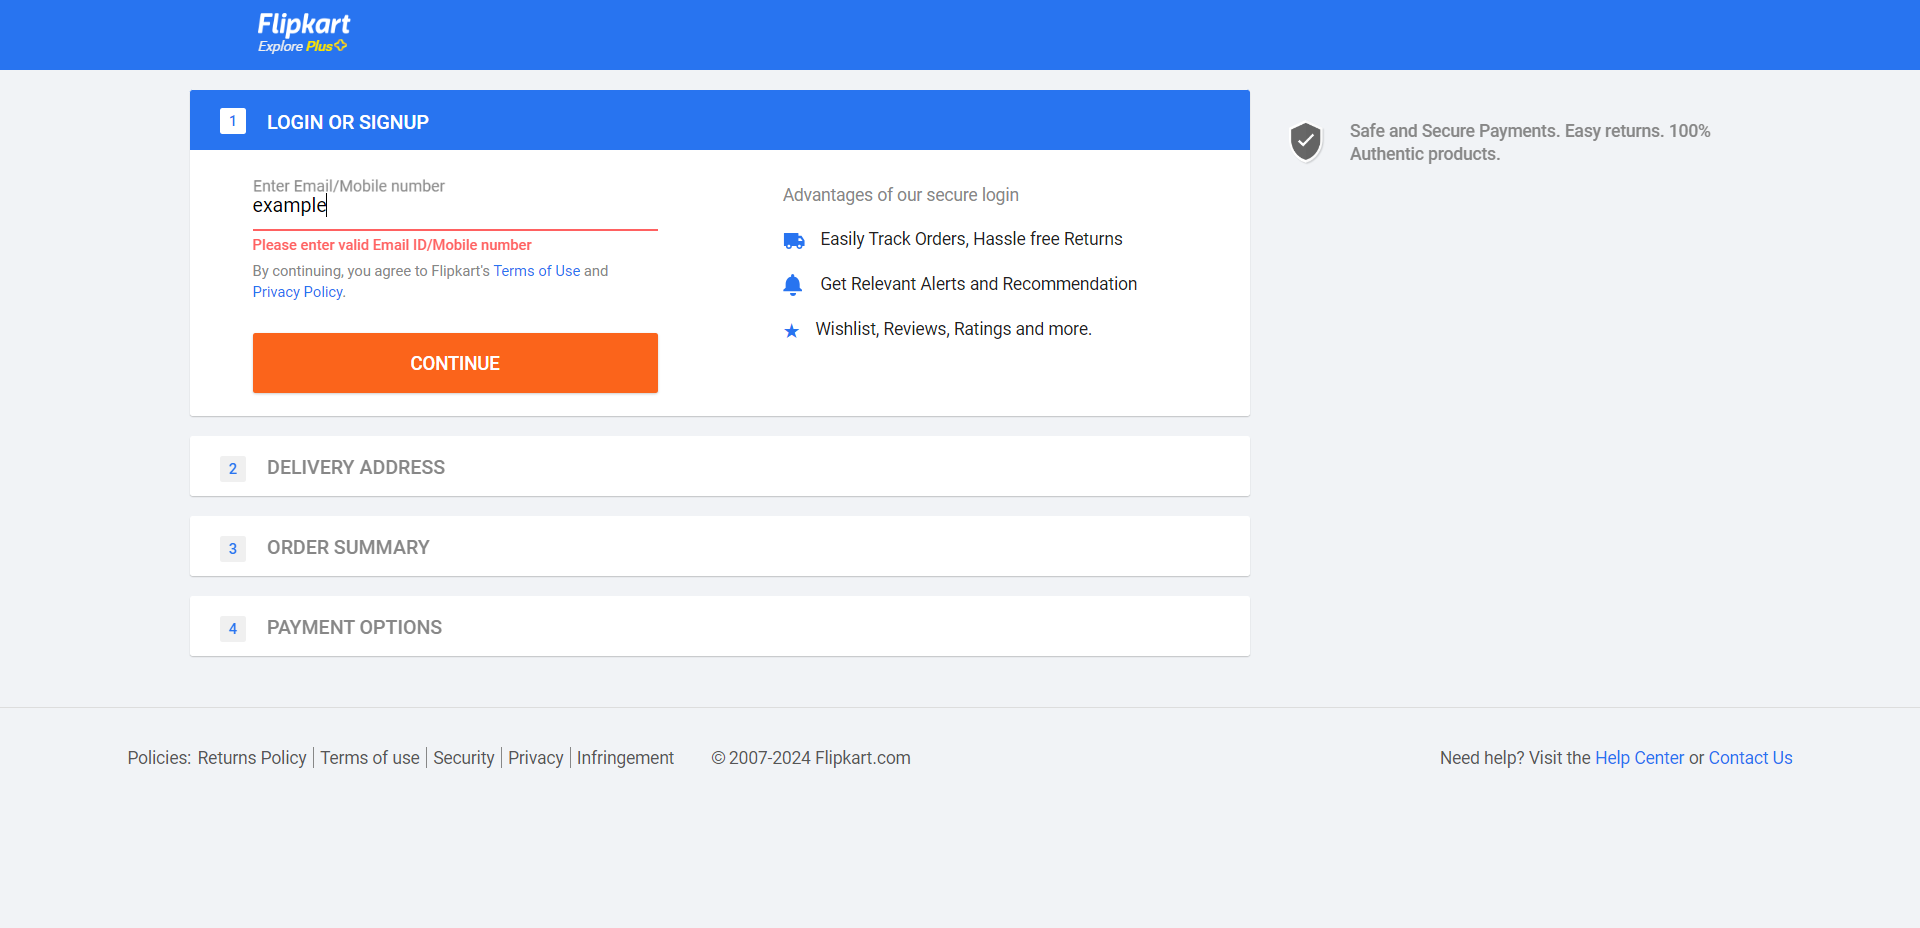 Flipkart
Explore Plus
1 LOGIN OR SIGNUP
Enter Email/Mobile number
example
Please enter valid Email ID/Mobile number
By continuing, you agree to Flipkart's Terms of Use and
Privacy Policy.
CONTINUE
Advantages of our secure login
Easily Track Orders, Hassle free Returns
Get Relevant Alerts and Recommendation
Wishlist, Reviews, Ratings and more.
Safe and Secure Payments. Easy returns. 100%
Authentic products.
2 DELIVERY ADDRESS
3 ORDER SUMMARY
4 PAYMENT OPTIONS
Policies: Returns Policy | Terms of use | Security | Privacy | Infringement © 2007-2024 Flipkart.com Need help? Visit the Help Center or Contact Us